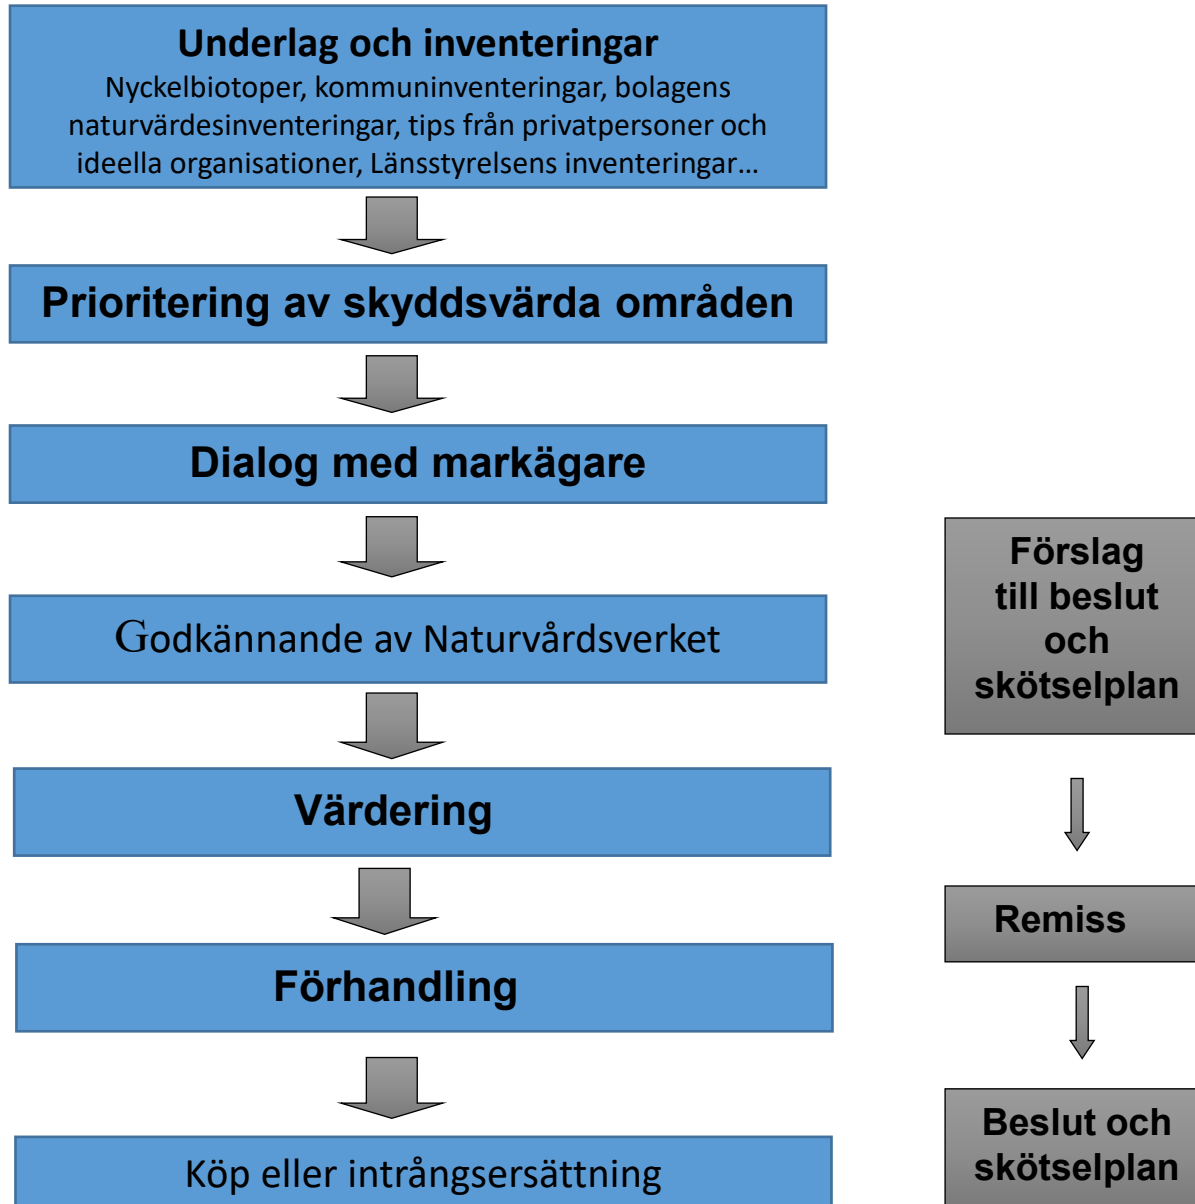 Underlag och inventeringar
Nyckelbiotoper, kommuninventeringar, bolagens
naturvärdesinventeringar, tips från privatpersoner och
ideella organisationer, Länsstyrelsens inventeringar…
Prioritering av skyddsvärda områden
Dialog med markägare
Godkännande av Naturvårdsverket
Värdering
Förhandling
Köp eller intrångsersättning
Förslag
till beslut
och
skötselplan
Remiss
Beslut och
skötselplan